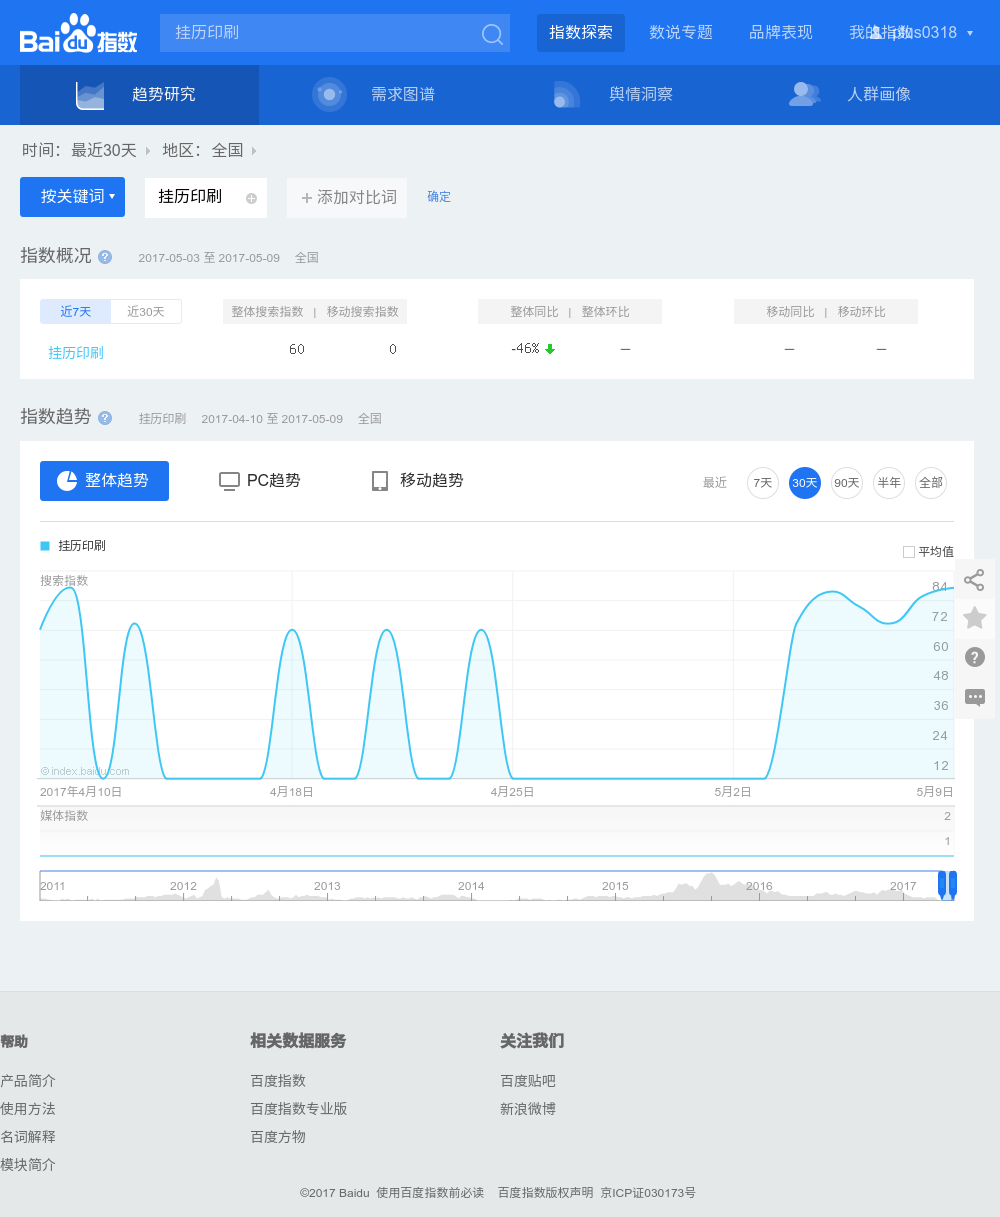 Bai du 指数
挂历印刷
指数探索 数说专题 品牌表现 我的指数 plus0318
趋势研究 需求图谱 舆情洞察 人群画像
时间: 最近30天 地区: 全国
按关键词 挂历印刷 + 添加对比词 确定
指数概况 ? 2017-05-03 至 2017-05-09 全国
近7天 近30天 整体搜索指数 | 移动搜索指数 整体同比 | 整体环比 移动同比 | 移动环比
挂历印刷 60 0 -46% — — —
指数趋势 ? 挂历印刷 2017-04-10 至 2017-05-09 全国
整体趋势 PC趋势 移动趋势 最近 7天 30天 90天 半年 全部
挂历印刷
平均值
搜索指数
84
72
60
48
36
24
12
©index.baidu.com
2017年4月10日 4月18日 4月25日 5月2日 5月9日
媒体指数 2
1
2011 2012 2013 2014 2015 2016 2017
帮助 相关数据服务 关注我们
产品简介 百度指数 百度贴吧
使用方法 百度指数专业版 新浪微博
名词解释 百度方物
模块简介
©2017 Baidu 使用百度指数前必读 百度指数版权声明 京ICP证030173号